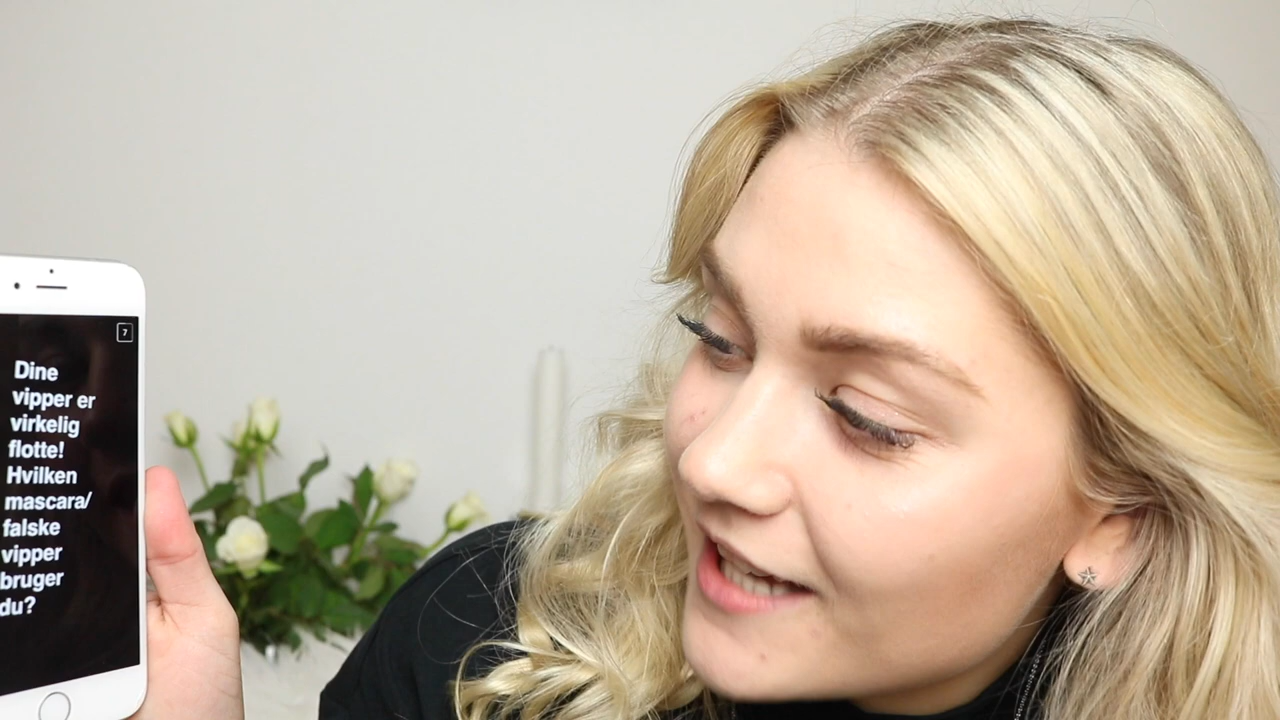 7
Dine
vipper er
virkelig
flotte!
Hvilken
mascara/
falske
vipper
bruger
du?